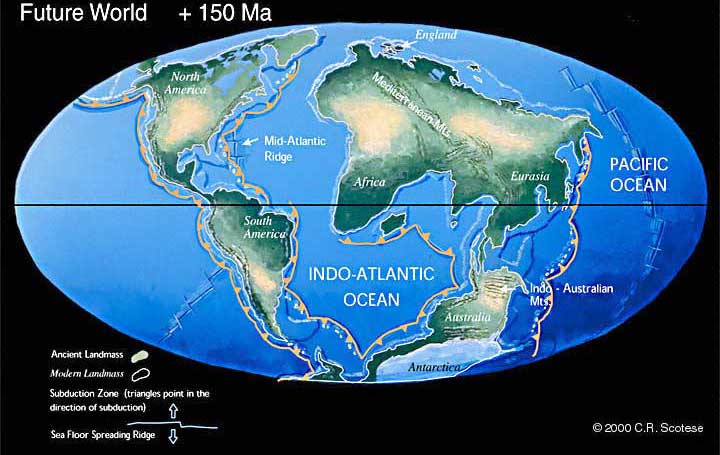 Future World + 150 Ma
England
North
America
Mediterranean Mts.
Mid-Atlantic
Ridge
PACIFIC
OCEAN
Africa
Eurasia
South
America
INDO-ATLANTIC
OCEAN
Indo - Australian
Mts.
Australia
Antarctica
Ancient Landmass
Modern Landmass
Subduction Zone (triangles point in the
direction of subduction)
Sea Floor Spreading Ridge
© 2000 C.R. Scotese